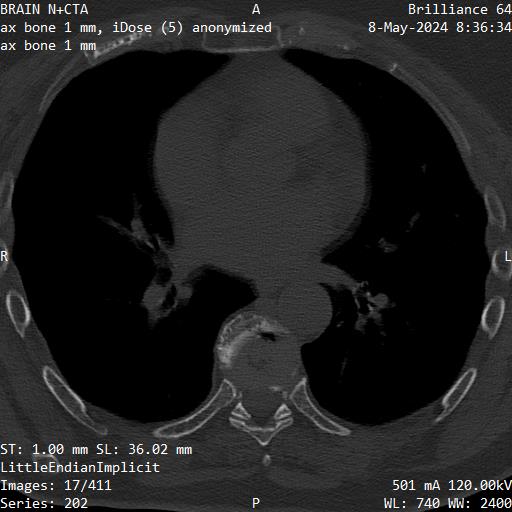 BRAIN N+CTA
A
Brilliance 64
ax bone 1 mm, iDose (5) anonymized
8-May-2024 8:36:34
ax bone 1 mm
R
L
ST: 1.00 mm SL: 36.02 mm
LittleEndianImplicit
Images: 17/411
501 mA 120.00kV
Series: 202
P
WL: 740 WW: 2400